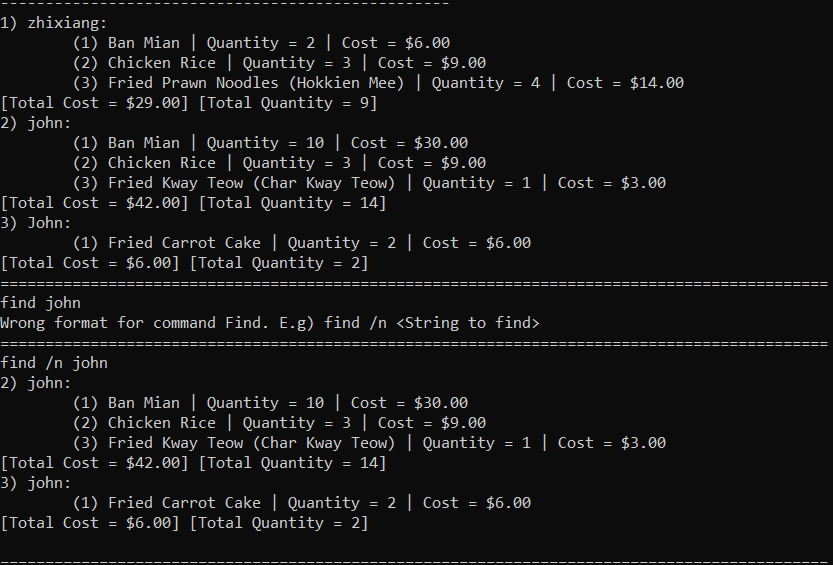 --------------------------------------------------
1) zhixiang:
(1) Ban Mian | Quantity = 2 | Cost = $6.00
(2) Chicken Rice | Quantity = 3 | Cost = $9.00
(3) Fried Prawn Noodles (Hokkien Mee) | Quantity = 4 | Cost = $14.00
[Total Cost = $29.00] [Total Quantity = 9]
2) john:
(1) Ban Mian | Quantity = 10 | Cost = $30.00
(2) Chicken Rice | Quantity = 3 | Cost = $9.00
(3) Fried Kway Teow (Char Kway Teow) | Quantity = 1 | Cost = $3.00
[Total Cost = $42.00] [Total Quantity = 14]
3) John:
(1) Fried Carrot Cake | Quantity = 2 | Cost = $6.00
[Total Cost = $6.00] [Total Quantity = 2]
============================================================================================
find john
Wrong format for command Find. E.g) find /n <String to find>
============================================================================================
find /n john
2) john:
(1) Ban Mian | Quantity = 10 | Cost = $30.00
(2) Chicken Rice | Quantity = 3 | Cost = $9.00
(3) Fried Kway Teow (Char Kway Teow) | Quantity = 1 | Cost = $3.00
[Total Cost = $42.00] [Total Quantity = 14]
3) john:
(1) Fried Carrot Cake | Quantity = 2 | Cost = $6.00
[Total Cost = $6.00] [Total Quantity = 2]
============================================================================================